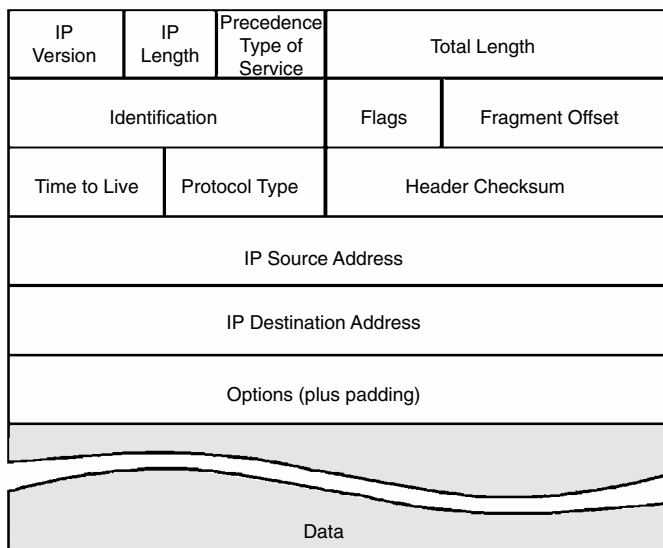 IP
Version
IP
Length
Precedence
Type of
Service
Total Length
Identification
Flags
Fragment Offset
Time to Live
Protocol Type
Header Checksum
IP Source Address
IP Destination Address
Options (plus padding)
Data